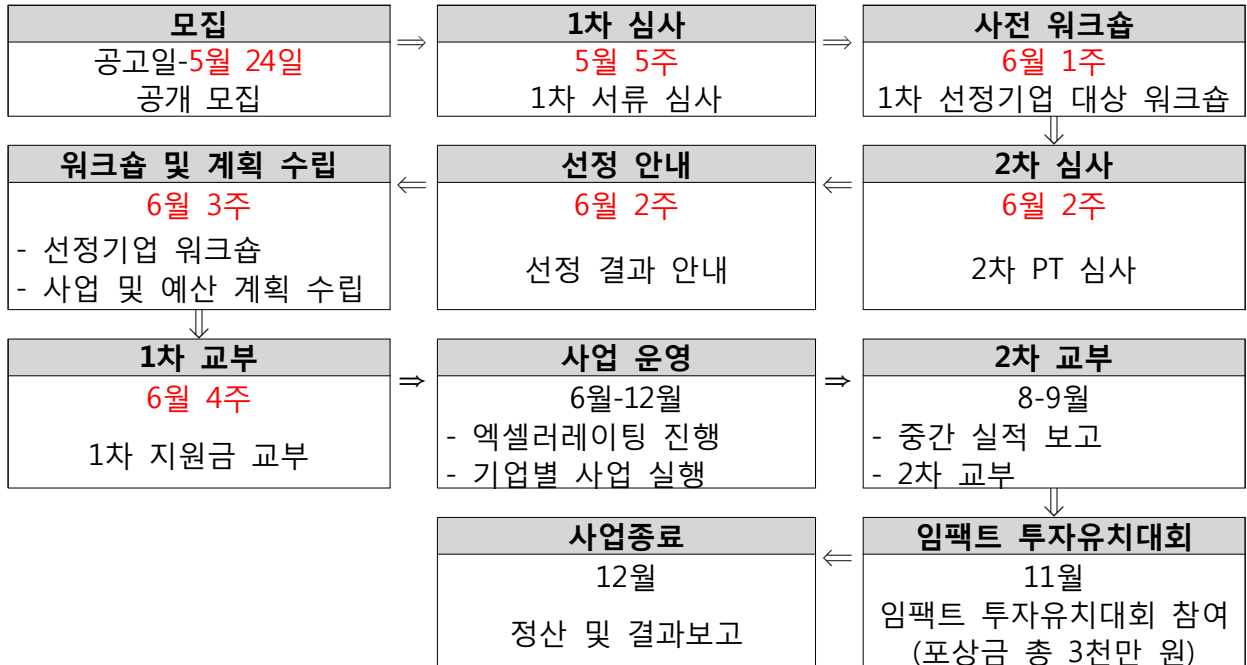 모집
공고일-5월 24일
공개 모집
⇒
1차 심사
5월 5주
1차 서류 심사
⇒
사전 워크숍
6월 1주
1차 선정기업 대상 워크숍
⇓
2차 심사
6월 2주
2차 PT 심사
⇐
선정 안내
6월 2주
선정 결과 안내
⇐
워크숍 및 계획 수립
6월 3주
- 선정기업 워크숍
- 사업 및 예산 계획 수립
⇓
1차 교부
6월 4주
1차 지원금 교부
⇒
사업 운영
6월-12월
- 엑셀러레이팅 진행
- 기업별 사업 실행
⇒
2차 교부
8-9월
- 중간 실적 보고
- 2차 교부
⇓
임팩트 투자유치대회
11월
임팩트 투자유치대회 참여
(포상금 총 3천만 원)
⇐
사업종료
12월
정산 및 결과보고